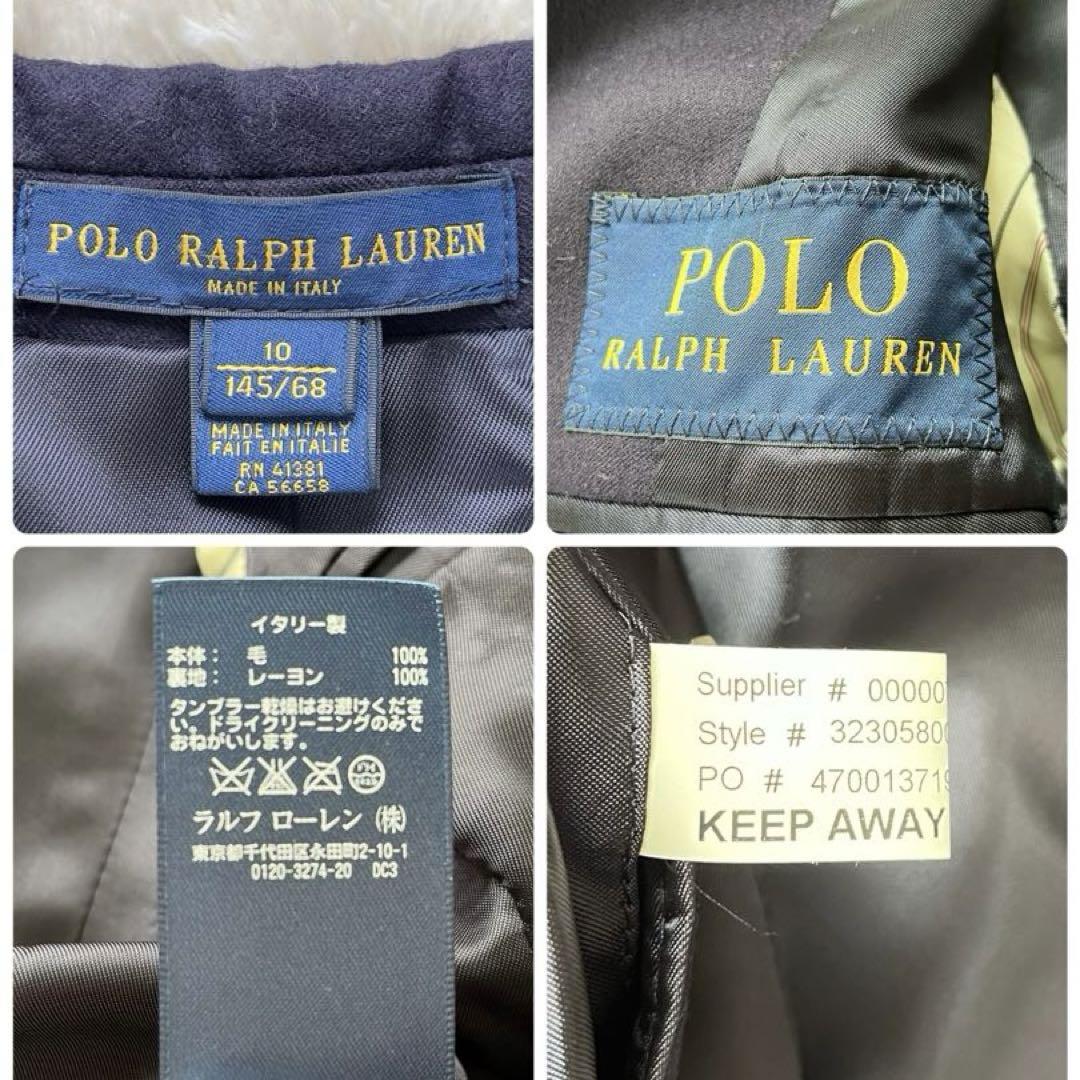 POLO RALPH LAUREN
MADE IN ITALY
10
145/68
MADE IN ITALY
FAIT EN ITALIE
RN 41381
CA 56658
POLO
RALPH LAUREN
イタリー製
本体: 毛 100%
裏地: レーヨン 100%
タンブラー乾燥はお避けくださ
い。ドライクリーニングのみで
おねがいします。
ラルフ ローレン (株)
東京都千代田区永田町2-10-1
0120-3274-20 DC3
Supplier # 00000
Style # 3230580
PO # 47001371
KEEP AWAY